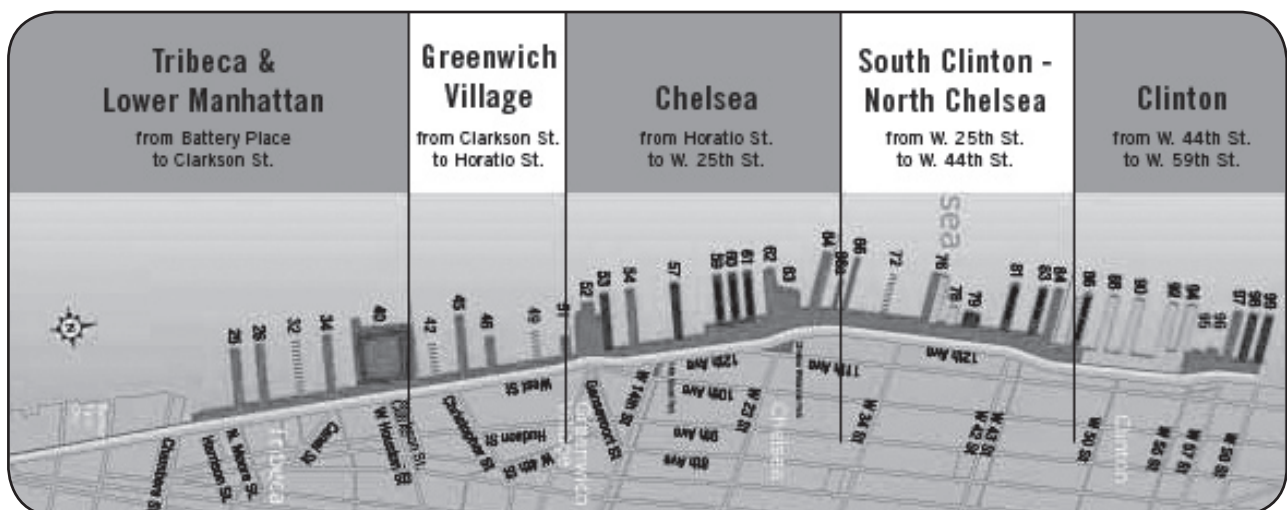 Tribeca &
Lower Manhattan
from Battery Place
to Clarkson St.
Greenwich
Village
from Clarkson St.
to Horatio St.
Chelsea
from Horatio St.
to W. 25th St.
South Clinton -
North Chelsea
from W. 25th St.
to W. 44th St.
Clinton
from W. 44th St.
to W. 59th St.
sea
N
25
26
32
34
40
42
45
46
49
51
52
53
54
57
59
60
61
62
63
64
66
72
76
78
79
81
83
84
86
88
90
92
94
95
96
97
98
99
Chambers St
Harrison St.
N. Moore St.
Tribeca
Canal St
W Houston St
Christopher St
West St
Hudson St
W 4th St
Greenwich
Gansevoort St
W 14th St
12th Ave
10th Ave
9th Ave
8th Ave
W 23 St
Chelsea
11th Ave
W 34 St
12th Ave
W 42 St
W 43 St
W 50 St
Clinton
W 55 St
W 57 St